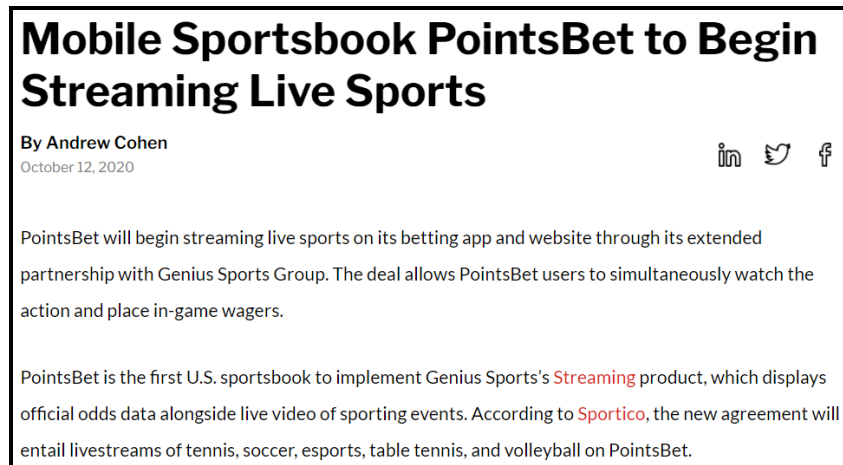 Mobile Sportsbook PointsBet to Begin
Streaming Live Sports
By Andrew Cohen
October 12, 2020
PointsBet will begin streaming live sports on its betting app and website through its extended
partnership with Genius Sports Group. The deal allows PointsBet users to simultaneously watch the
action and place in-game wagers.
PointsBet is the first U.S. sportsbook to implement Genius Sports’s Streaming product, which displays
official odds data alongside live video of sporting events. According to Sportico, the new agreement will
entail livestreams of tennis, soccer, esports, table tennis, and volleyball on PointsBet.